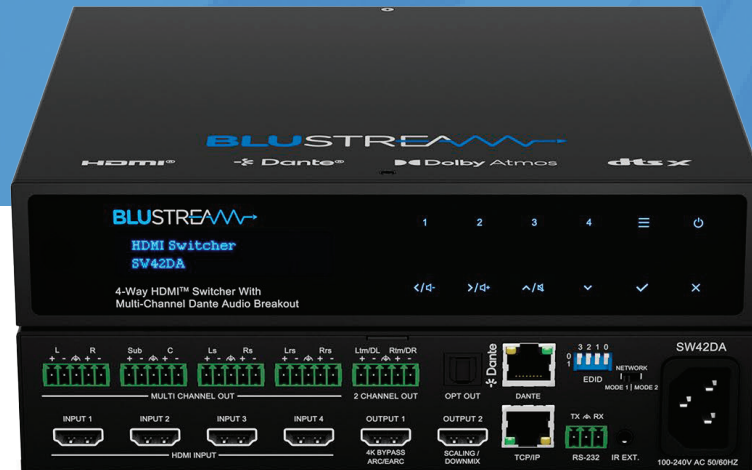 BLUSTREAM
HDMI® Dante® Dolby Atmos dts x
BLUSTREAM
HDMI Switcher
SW42DA
4-Way HDMI™ Switcher With
Multi-Channel Dante Audio Breakout
1 2 3 4
</- >/+ ^/
L R Sub C Ls Rs Lrs Rrs Ltm/DL Rtm/DR
+ - + - + - + - + - + - + - + - + - + -
MULTI CHANNEL OUT 2 CHANNEL OUT OPT OUT
Dante
DANTE
3 2 1 0
0
1
EDID
NETWORK
MODE 1 MODE 2
SW42DA
INPUT 1 INPUT 2 INPUT 3 INPUT 4 OUTPUT 1 OUTPUT 2
HDMI INPUT
4K BYPASS
ARC/EARC
SCALING /
DOWNMIX
TCP/IP
TX RX
RS-232
IR EXT.
100-240V AC 50/60HZ